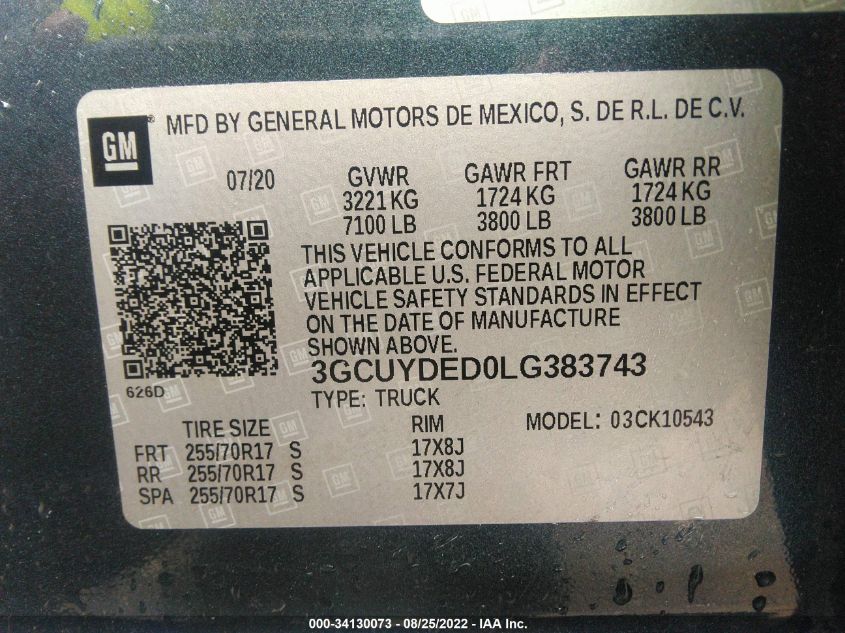 GM ® MFD BY GENERAL MOTORS DE MEXICO, S. DE R.L. DE C.V.
07/20 GVWR GAWR FRT GAWR RR
3221 KG 1724 KG 1724 KG
7100 LB 3800 LB 3800 LB
THIS VEHICLE CONFORMS TO ALL
APPLICABLE U.S. FEDERAL MOTOR
VEHICLE SAFETY STANDARDS IN EFFECT
ON THE DATE OF MANUFACTURE
SHOWN ABOVE.
3GCUYDED0LG383743
626D
TYPE: TRUCK
TIRE SIZE RIM MODEL: 03CK10543
FRT 255/70R17 S 17X8J
RR 255/70R17 S 17X8J
SPA 255/70R17 S 17X7J
000-34130073 - 08/25/2022 - IAA Inc.